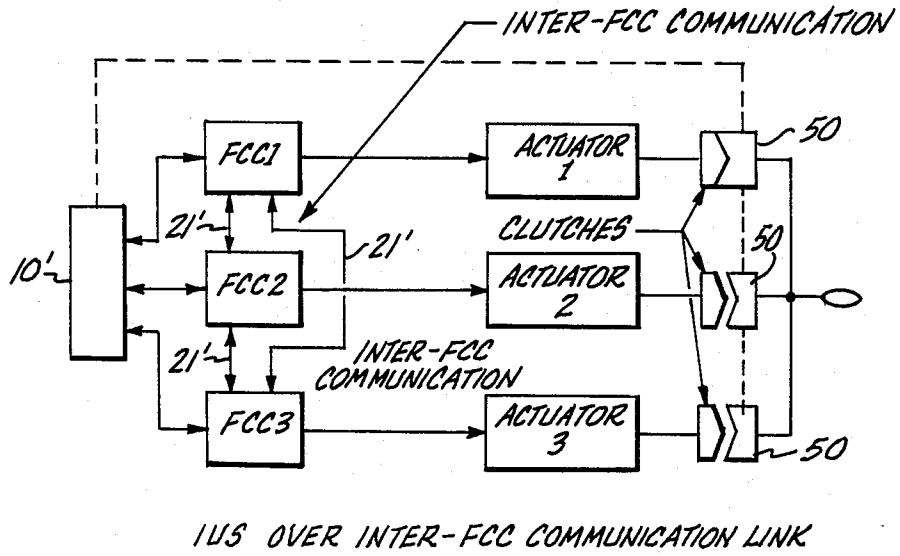 INTER-FCC COMMUNICATION
FCC1
ACTUATOR
1
50
21'
21'
CLUTCHES
50
10'
FCC2
ACTUATOR
2
21'
INTER-FCC
COMMUNICATION
FCC3
ACTUATOR
3
50
IUS OVER INTER-FCC COMMUNICATION LINK